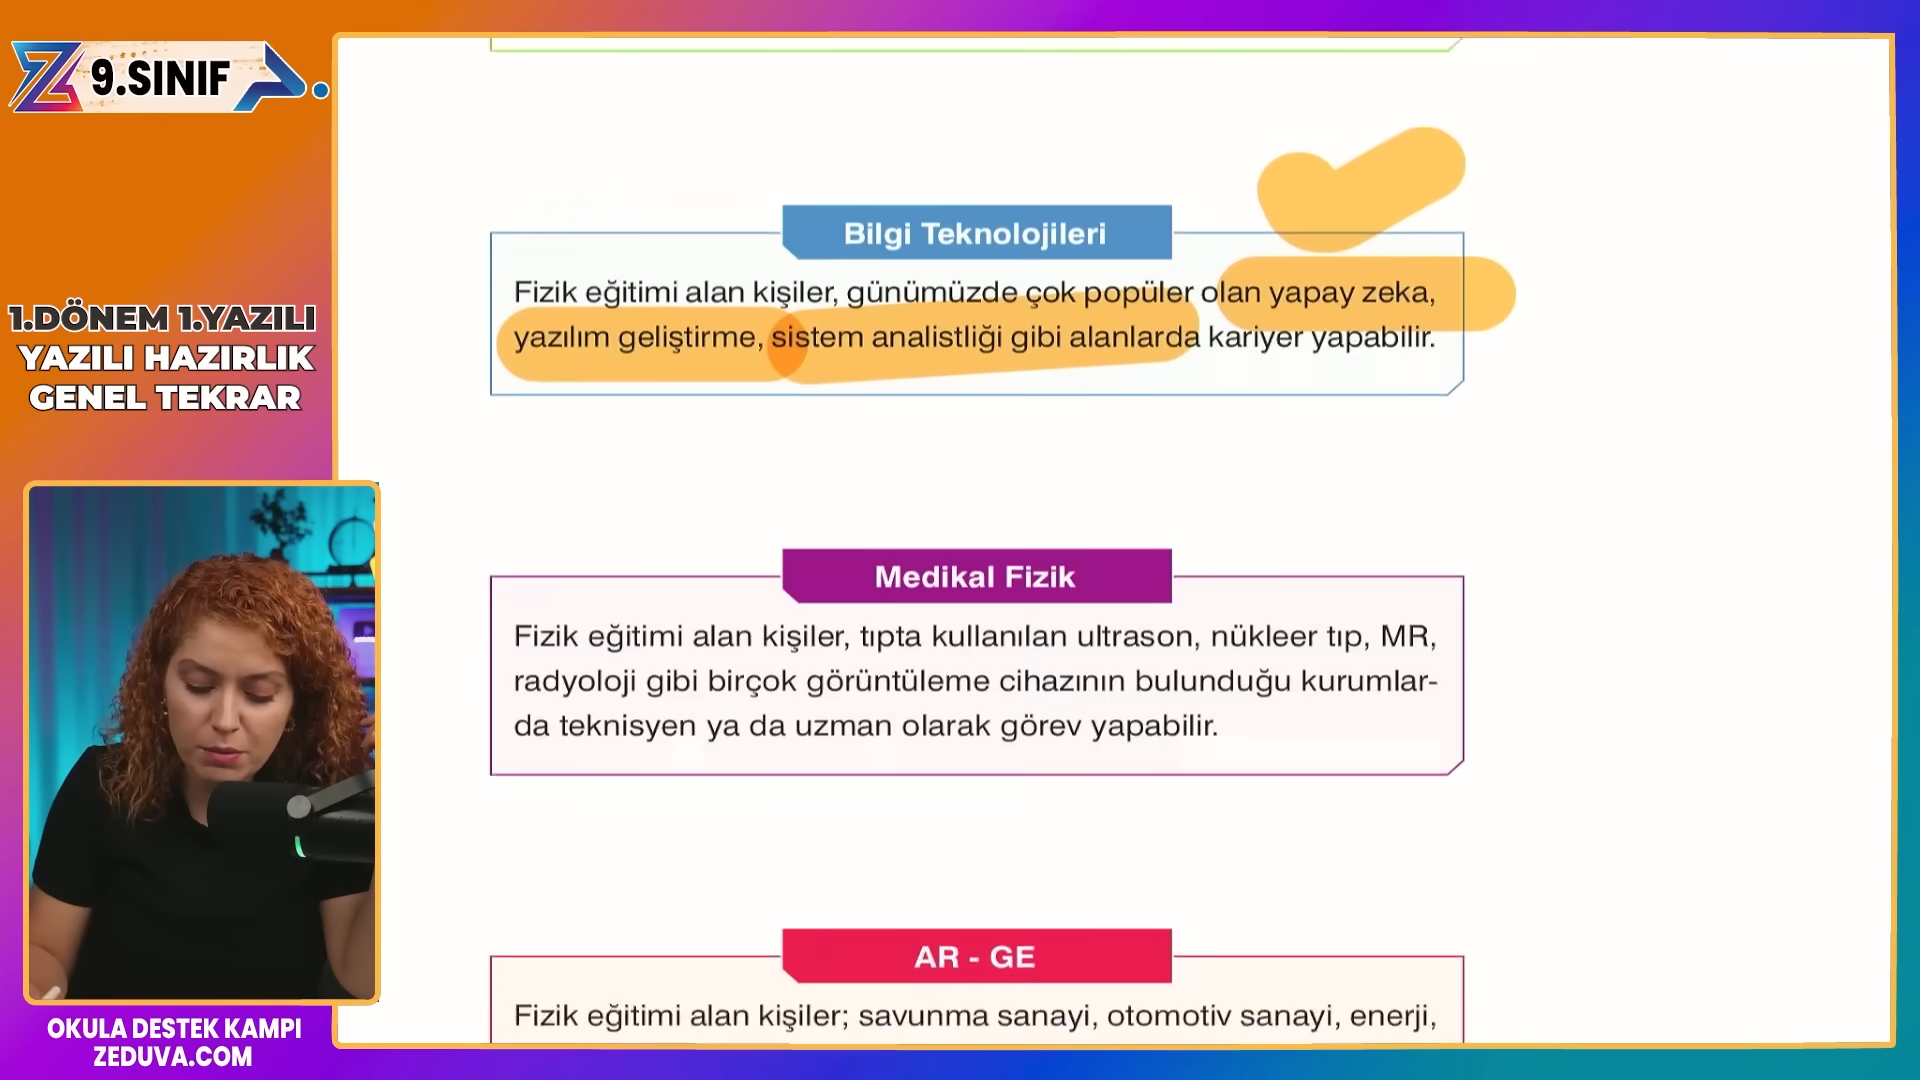 9.SINIF
1.DÖNEM 1.YAZILI
YAZILI HAZIRLIK
GENEL TEKRAR
Bilgi Teknolojileri
Fizik eğitimi alan kişiler, günümüzde çok popüler olan yapay zeka,
yazılım geliştirme, sistem analistliği gibi alanlarda kariyer yapabilir.
Medikal Fizik
Fizik eğitimi alan kişiler, tıpta kullanılan ultrason, nükleer tıp, MR,
radyoloji gibi birçok görüntüleme cihazının bulunduğu kurumlar-
da teknisyen ya da uzman olarak görev yapabilir.
AR - GE
Fizik eğitimi alan kişiler; savunma sanayi, otomotiv sanayi, enerji,
OKULA DESTEK KAMPI
ZEDUVA.COM